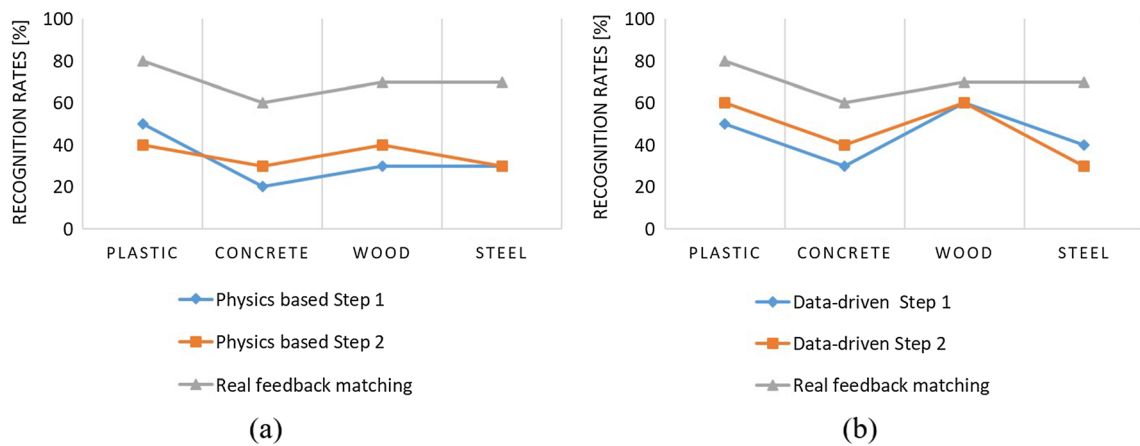 RECOGNITION RATES [%]
100
80
60
40
20
0
PLASTIC CONCRETE WOOD STEEL
Physics based Step 1
Physics based Step 2
Real feedback matching
(a)
RECOGNITION RATES [%]
100
80
60
40
20
0
PLASTIC CONCRETE WOOD STEEL
Data-driven Step 1
Data-driven Step 2
Real feedback matching
(b)